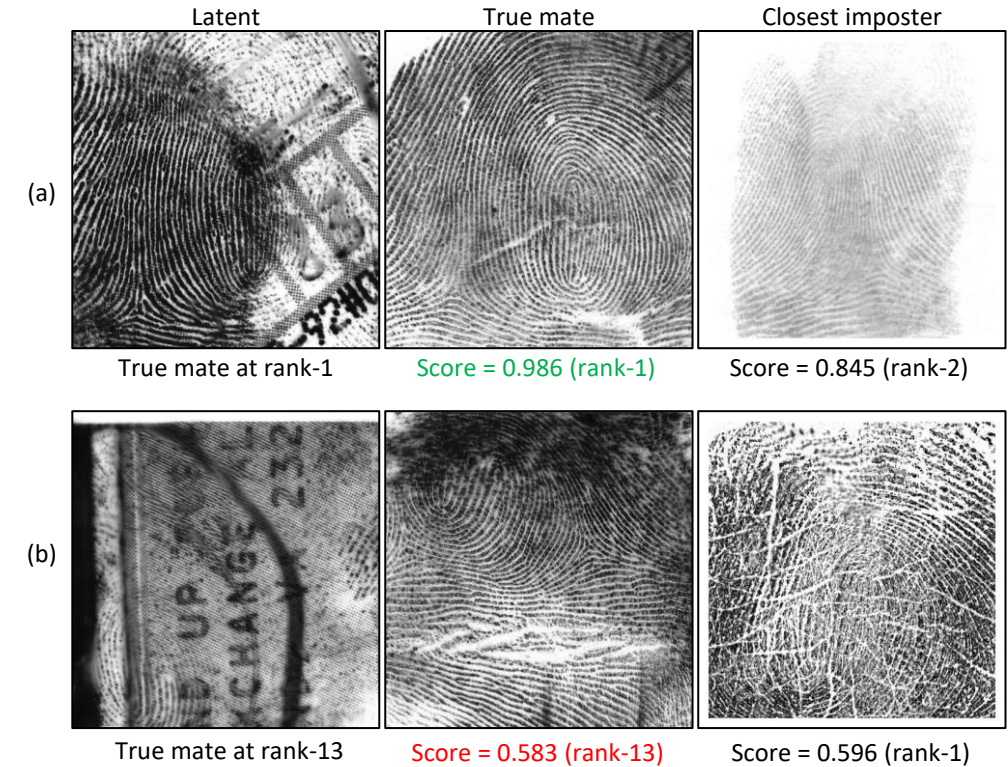 Latent True mate Closest imposter
(a)
-92#0
True mate at rank-1 Score = 0.986 (rank-1) Score = 0.845 (rank-2)
(b)
UP
CHANGE
232
True mate at rank-13 Score = 0.583 (rank-13) Score = 0.596 (rank-1)